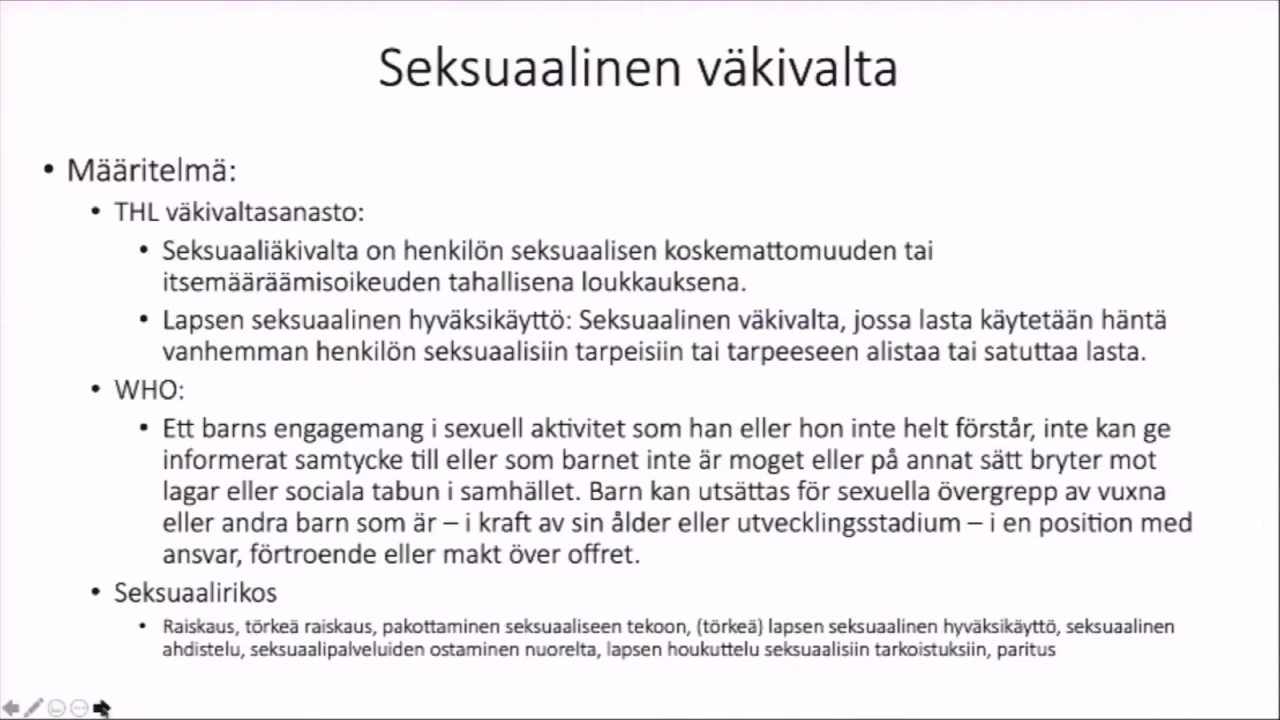 Seksuaalinen väkivalta
• Määritelmä:
• THL väkivaltasanasto:
• Seksuaaliäkivalta on henkilön seksuaalisen koskemattomuuden tai
itsemääräämisoikeuden tahallisena loukkauksena.
• Lapsen seksuaalinen hyväksikäyttö: Seksuaalinen väkivalta, jossa lasta käytetään häntä
vanhemman henkilön seksuaalisiin tarpeisiin tai tarpeeseen alistaa tai satuttaa lasta.
• WHO:
• Ett barns engagemang i sexuell aktivitet som han eller hon inte helt förstår, inte kan ge
informerat samtycke till eller som barnet inte är moget eller på annat sätt bryter mot
lagar eller sociala tabun i samhället. Barn kan utsättas för sexuella övergrepp av vuxna
eller andra barn som är – i kraft av sin ålder eller utvecklingsstadium – i en position med
ansvar, förtroende eller makt över offret.
• Seksuaalirikos
• Raiskaus, törkeä raiskaus, pakottaminen seksuaaliseen tekoon, (törkeä) lapsen seksuaalinen hyväksikäyttö, seksuaalinen
ahdistelu, seksuaalipalveluiden ostaminen nuorelta, lapsen houkuttelu seksuaalisiin tarkoistuksiin, paritus